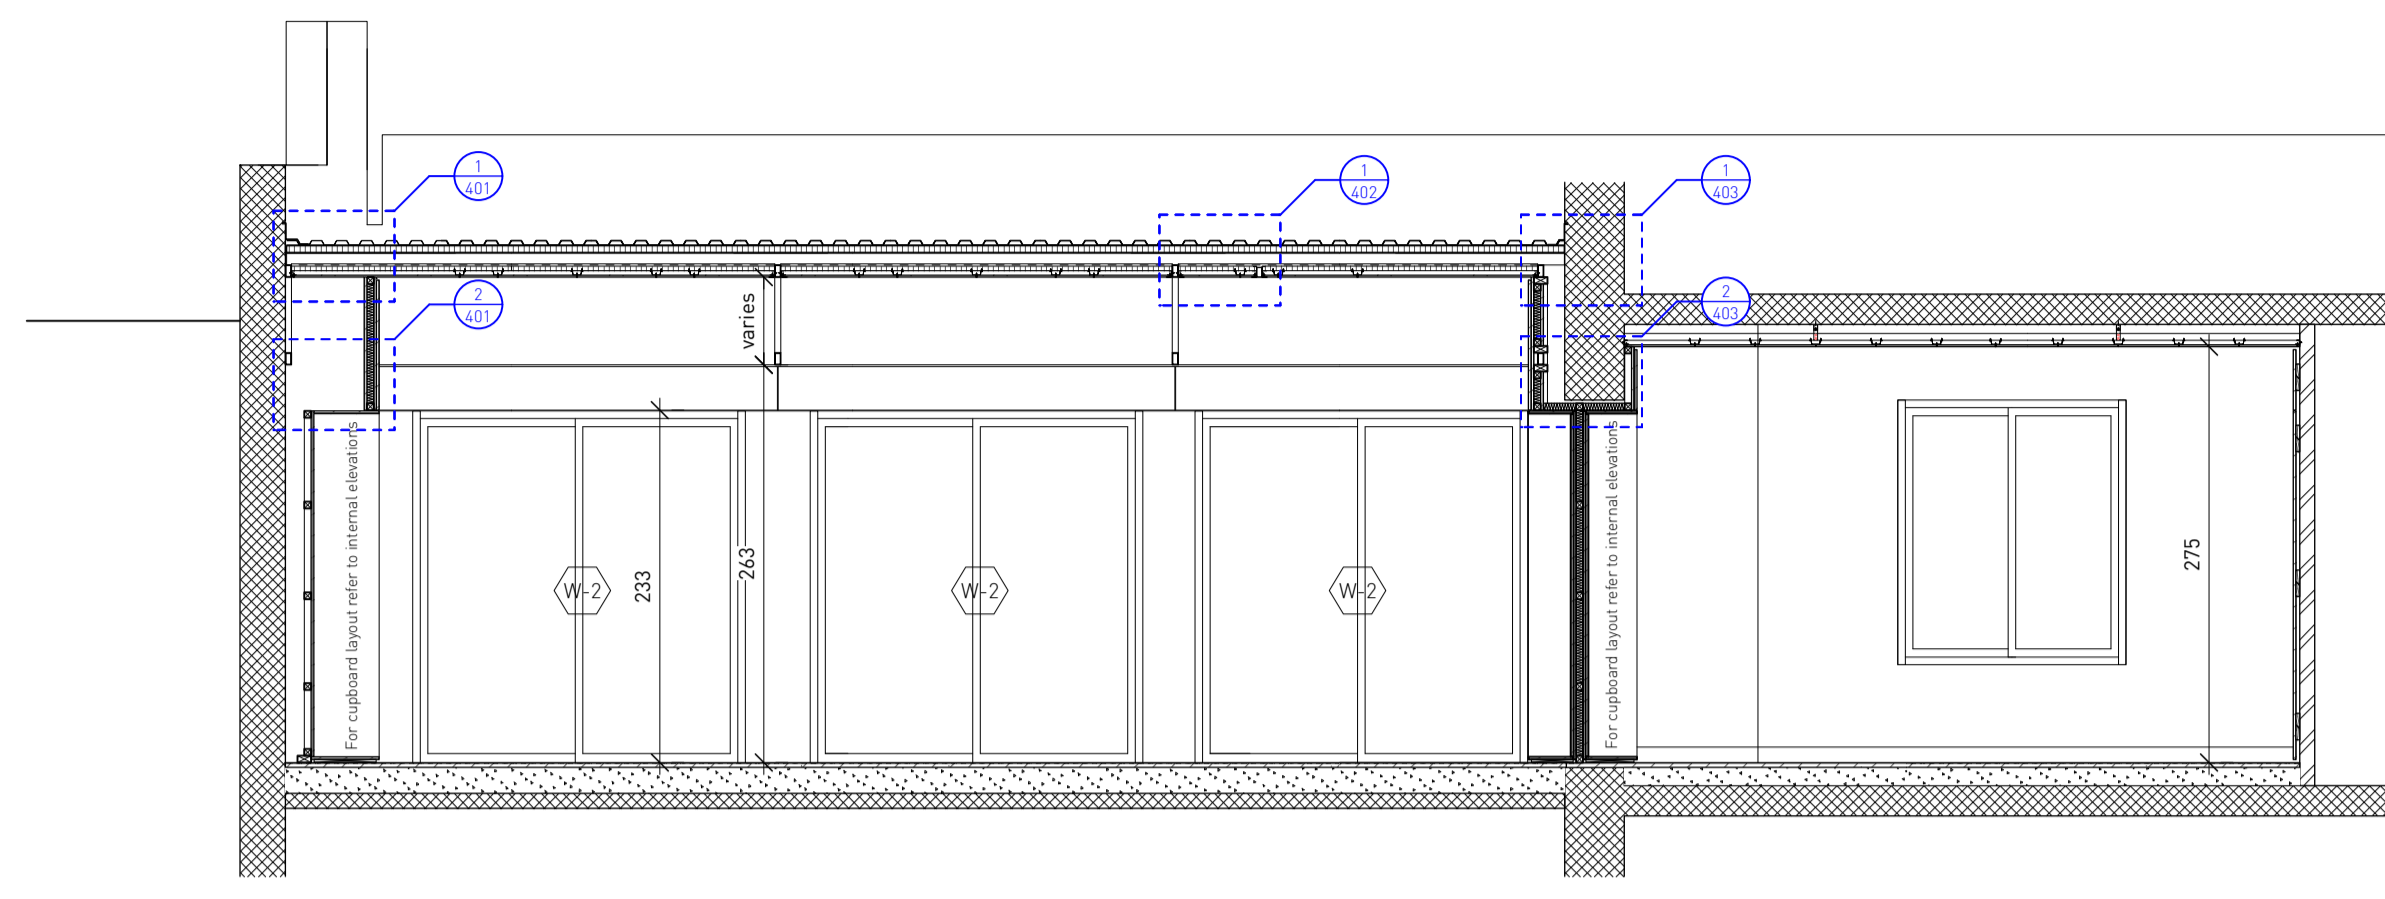 1
401
1
402
1
403
2
401
2
403
varies
For cupboard layout refer to internal elevations
W-2
233
263
W-2
W-2
For cupboard layout refer to internal elevations
275